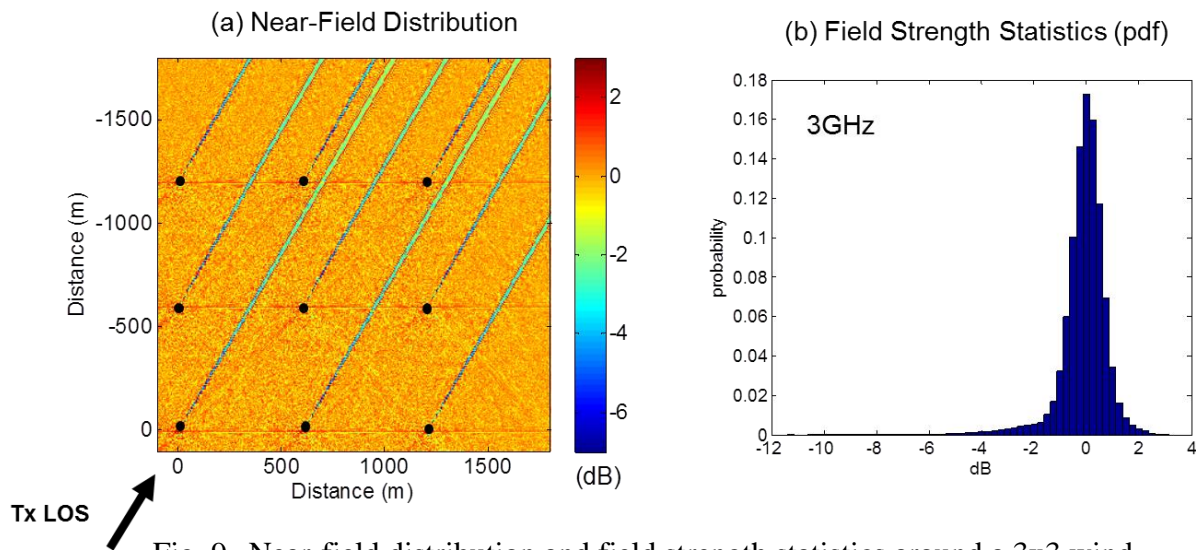 (a) Near-Field Distribution
-1500
-1000
-500
0
Distance (m)
0 500 1000 1500
Distance (m)
2
0
-2
-4
-6
(dB)
Tx LOS
(b) Field Strength Statistics (pdf)
3GHz
0.18
0.16
0.14
0.12
0.1
0.08
0.06
0.04
0.02
0
probability
-12 -10 -8 -6 -4 -2 0 2 4
dB
Fig. 9. Near field distribution and field strength statistics around a 3x3 wind